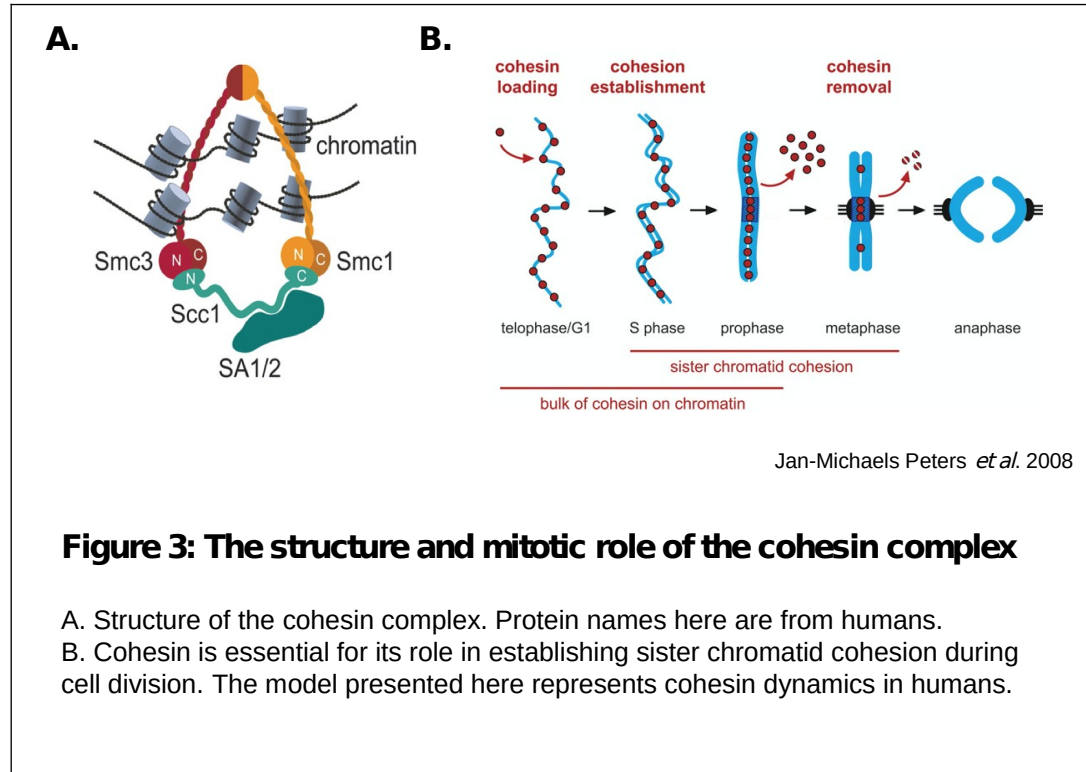 A.
chromatin
Smc3
N
C
N
C
Smc1
N
C
Scc1
SA1/2
B.
cohesin
loading
cohesion
establishment
cohesin
removal
telophase/G1
S phase
prophase
metaphase
anaphase
sister chromatid cohesion
bulk of cohesin on chromatin
Jan-Michaels Peters et al. 2008
Figure 3: The structure and mitotic role of the cohesin complex
A. Structure of the cohesin complex. Protein names here are from humans.
B. Cohesin is essential for its role in establishing sister chromatid cohesion during
cell division. The model presented here represents cohesin dynamics in humans.